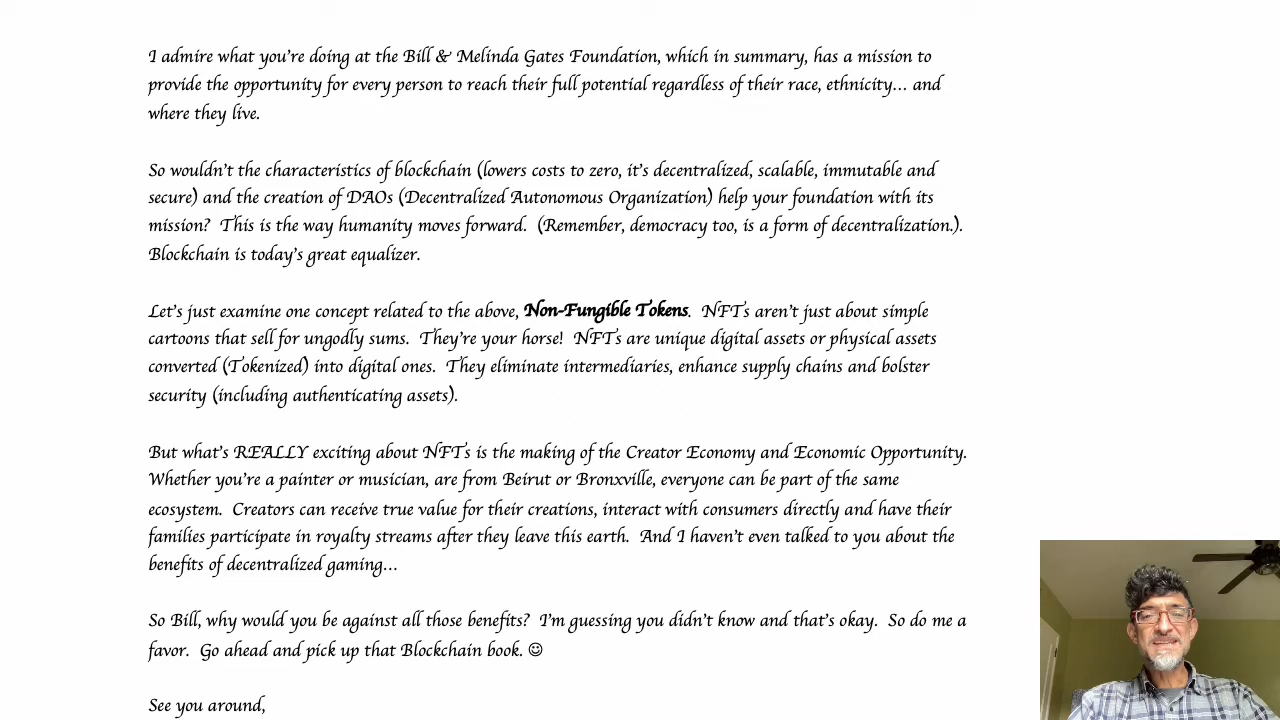 I admire what you're doing at the Bill & Melinda Gates Foundation, which in summary, has a mission to
provide the opportunity for every person to reach their full potential regardless of their race, ethnicity... and
where they live.
So wouldn't the characteristics of blockchain (lowers costs to zero, it's decentralized, scalable, immutable and
secure) and the creation of DAOs (Decentralized Autonomous Organization) help your foundation with its
mission?  This is the way humanity moves forward.  (Remember, democracy too, is a form of decentralization.).
Blockchain is today's great equalizer.
Let's just examine one concept related to the above, Non-Fungible Tokens.  NFTs aren't just about simple
cartoons that sell for ungodly sums.  They're your horse!  NFTs are unique digital assets or physical assets
converted (Tokenized) into digital ones.  They eliminate intermediaries, enhance supply chains and bolster
security (including authenticating assets).
But what's REALLY exciting about NFTs is the making of the Creator Economy and Economic Opportunity.
Whether you're a painter or musician, are from Beirut or Bronxville, everyone can be part of the same
ecosystem.  Creators can receive true value for their creations, interact with consumers directly and have their
families participate in royalty streams after they leave this earth.  And I haven't even talked to you about the
benefits of decentralized gaming...
So Bill, why would you be against all those benefits?  I'm guessing you didn't know and that's okay.  So do me a
favor.  Go ahead and pick up that Blockchain book. ☺
See you around,